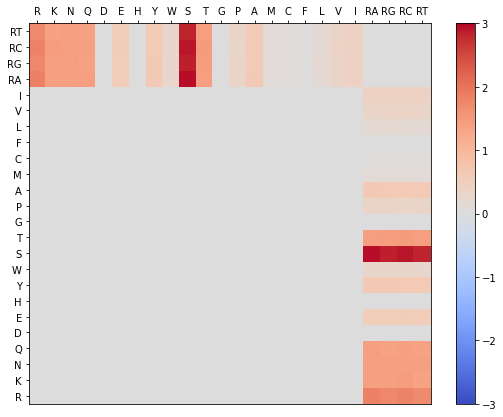 R K N Q D E H Y W S T G P A M C F L V I RA RG RC RT
RT
RC
RG
RA
I
V
L
F
C
M
A
P
G
T
S
W
Y
H
E
D
Q
N
K
R
3
2
1
0
−1
−2
−3